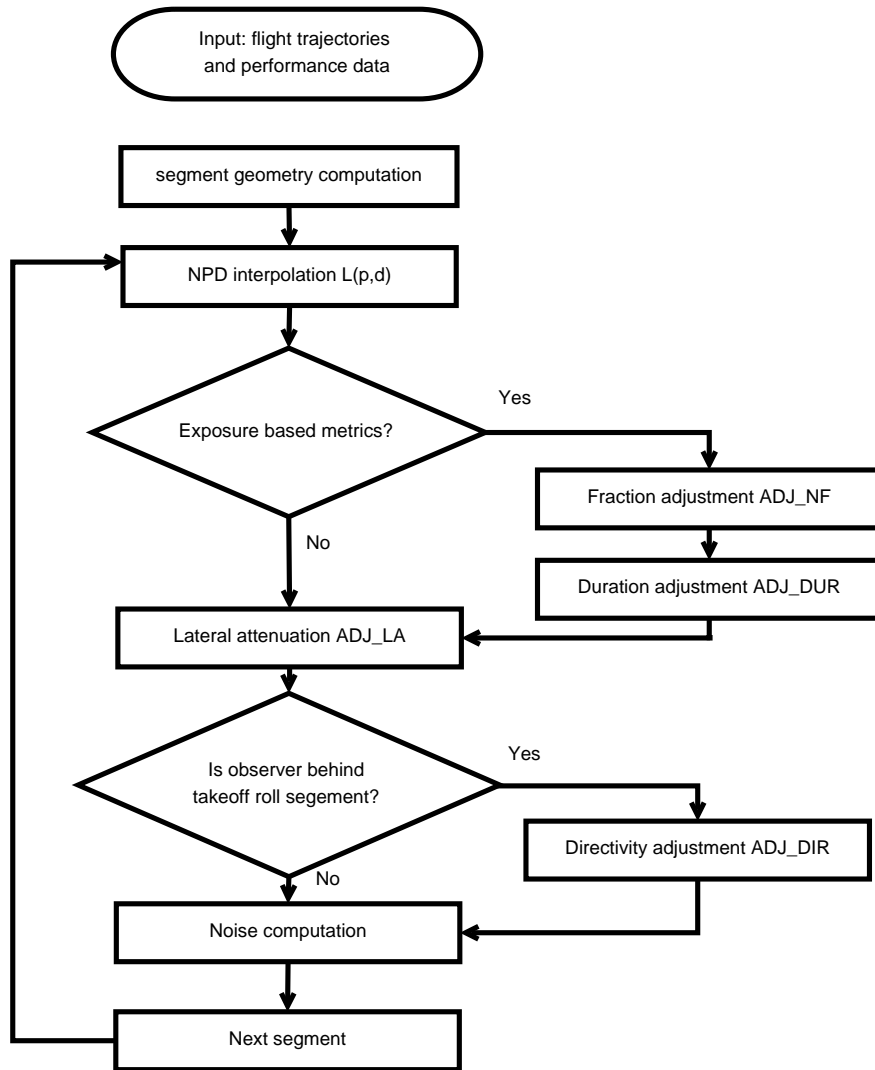 Input: flight trajectories
and performance data
segment geometry computation
NPD interpolation L(p,d)
Yes
Exposure based metrics?
Fraction adjustment ADJ_NF
No
Duration adjustment ADJ_DUR
Lateral attenuation ADJ_LA
Yes
Is observer behind
takeoff roll segement?
Directivity adjustment ADJ_DIR
No
Noise computation
Next segment